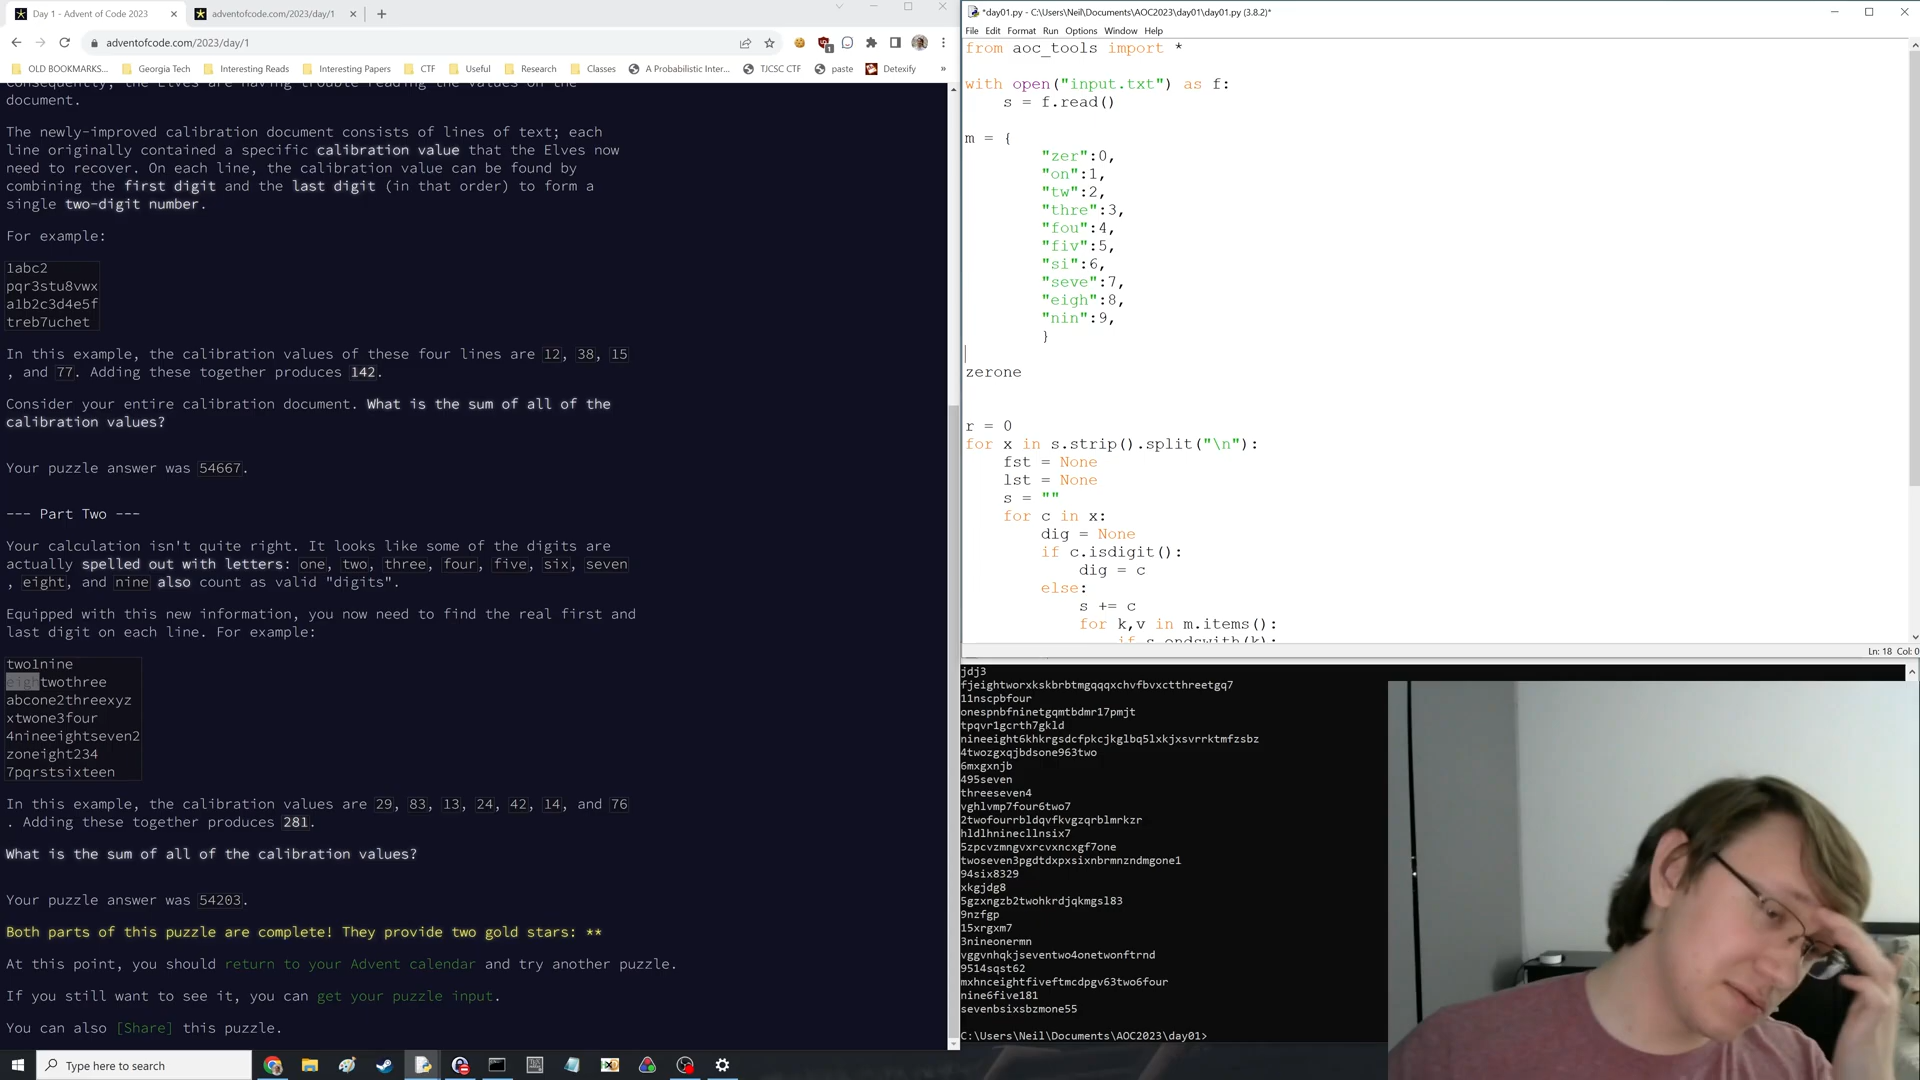 Day 1 - Advent of Code 2023
adventofcode.com/2023/day/1
adventofcode.com/2023/day/1
OLD BOOKMARKS...
Georgia Tech
Interesting Reads
Interesting Papers
CTF
Useful
Research
Classes
A Probabilistic Inter...
TJCSC CTF
paste
Detexify
»
Consequently, the Elves are having trouble reading the values on the
document.
The newly-improved calibration document consists of lines of text; each
line originally contained a specific calibration value that the Elves now
need to recover. On each line, the calibration value can be found by
combining the first digit and the last digit (in that order) to form a
single two-digit number.
For example:
1abc2
pqr3stu8vwx
a1b2c3d4e5f
treb7uchet
In this example, the calibration values of these four lines are 12, 38, 15
, and 77. Adding these together produces 142.
Consider your entire calibration document. What is the sum of all of the
calibration values?
Your puzzle answer was 54667.
--- Part Two ---
Your calculation isn't quite right. It looks like some of the digits are
actually spelled out with letters: one, two, three, four, five, six, seven
, eight, and nine also count as valid "digits".
Equipped with this new information, you now need to find the real first and
last digit on each line. For example:
two1nine
eightwothree
abcone2threexyz
xtwone3four
4nineeightseven2
zoneight234
7pqrstsixteen
In this example, the calibration values are 29, 83, 13, 24, 42, 14, and 76
. Adding these together produces 281.
What is the sum of all of the calibration values?
Your puzzle answer was 54203.
Both parts of this puzzle are complete! They provide two gold stars: **
At this point, you should return to your Advent calendar and try another puzzle.
If you still want to see it, you can get your puzzle input.
You can also [Share] this puzzle.
Type here to search
*day01.py - C:\Users\Neil\Documents\AOC2023\day01\day01.py (3.8.2)*
File Edit Format Run Options Window Help
from aoc_tools import *
with open("input.txt") as f:
s = f.read()
m = {
"zer":0,
"on":1,
"tw":2,
"thre":3,
"fou":4,
"fiv":5,
"si":6,
"seve":7,
"eigh":8,
"nin":9,
}
zerone
r = 0
for x in s.strip().split("\n"):
fst = None
lst = None
s = ""
for c in x:
dig = None
if c.isdigit():
dig = c
else:
s += c
for k,v in m.items():
if s.endswith(k):
Ln: 18 Col: 0
jdj3
fjeightworxkskbrbtmgqqqxchvfbvxctthreetgq7
11nscpbfour
onespnbfninetgqmtbdmr17pmjt
tpqvr1gcrth7gkld
nineeight6khkrgsdcfpkcjkglbq5lxkjxsvrrktmfzsbz
4twozgxqjbdsone963two
6mxgxnjb
495seven
threeseven4
vghlvmp7four6two7
2twofourrbldqvfkvgzqrblmrkzr
hldlhninecllnsix7
5zpcvzmngvxrcvxncxgf7one
twoseven3pgdtdxpxsixnbrmnzndmgone1
94six8329
xkgjdg8
5gzxngzb2twohkrdjqkmgsl83
9nzfgp
15xrgxm7
3nineonermn
vggvnhqkjseventwo4onetwonftrnd
9514sqst62
mxhnceightfiveftmcdpgv63two6four
nine6five181
sevenbsixsbzmone55
C:\Users\Neil\Documents\AOC2023\day01>